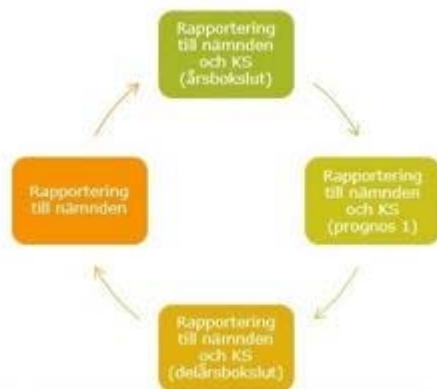 Rapportering
till nämnden
och KS
(årsbokslut)
Rapportering
till nämnden
och KS
(prognos 1)
Rapportering
till nämnden
och KS
(delårsbokslut)
Rapportering
till nämnden